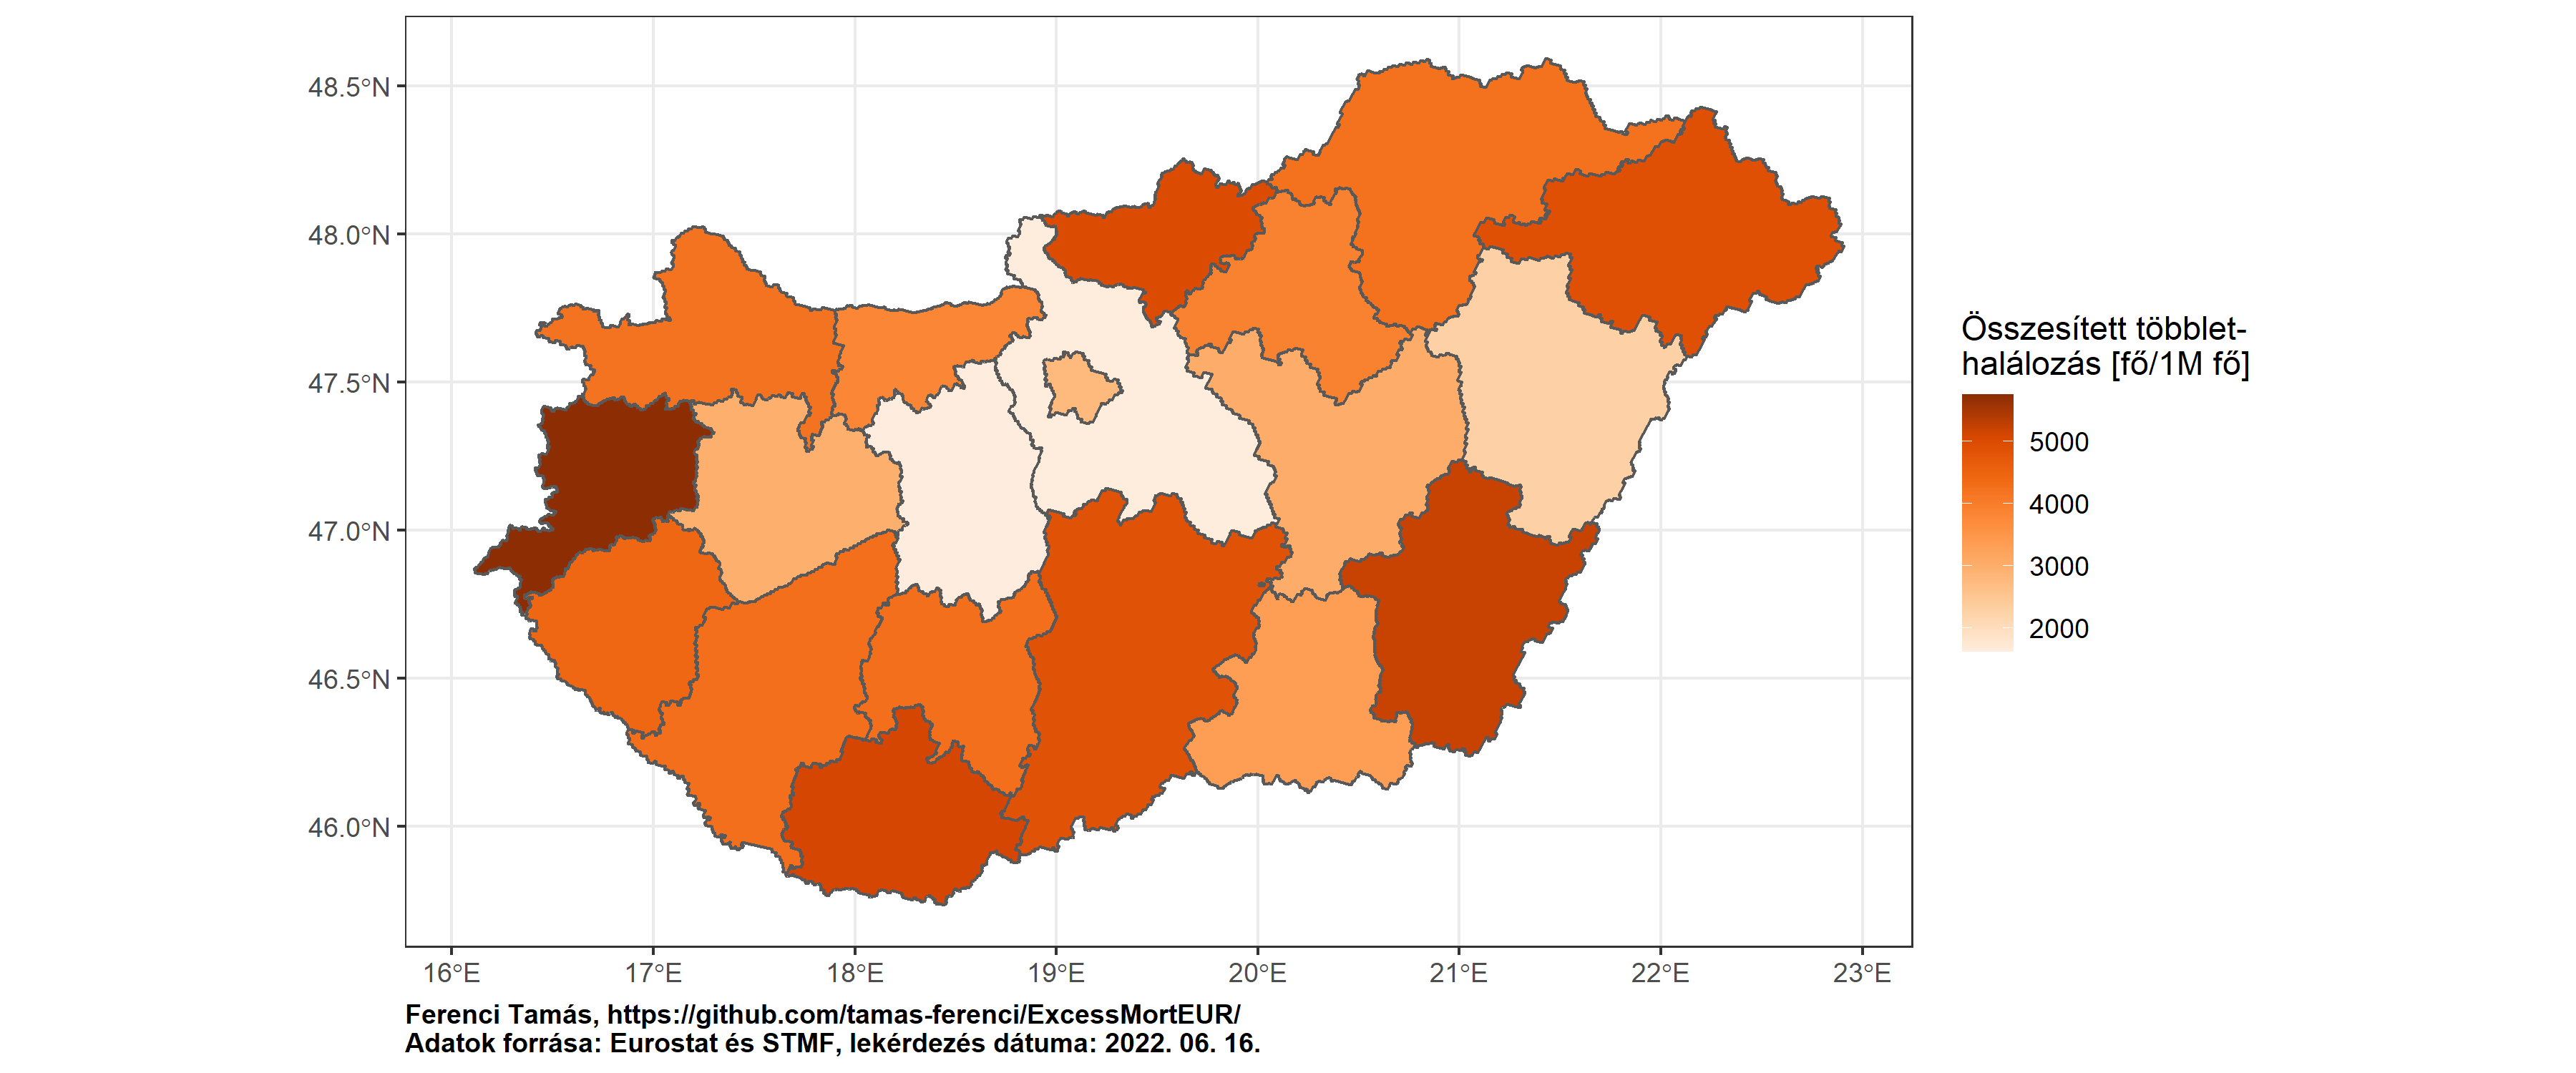 48.5°N
48.0°N
47.5°N
47.0°N
46.5°N
46.0°N
16°E 17°E 18°E 19°E 20°E 21°E 22°E 23°E
Összesített többlet-
halálozás [fő/1M fő]
5000
4000
3000
2000
Ferenci Tamás, https://github.com/tamas-ferenci/ExcessMortEUR/
Adatok forrása: Eurostat és STMF, lekérdezés dátuma: 2022. 06. 16.